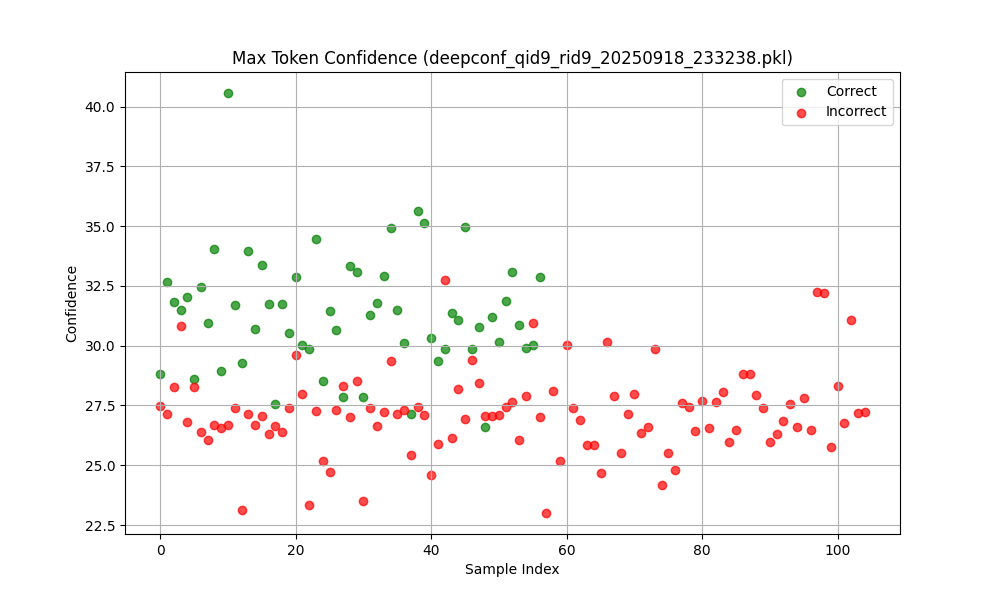 Max Token Confidence (deepconf_qid9_rid9_20250918_233238.pkl)
Correct
Incorrect
40.0
37.5
35.0
32.5
30.0
27.5
25.0
22.5
Confidence
0 20 40 60 80 100
Sample Index